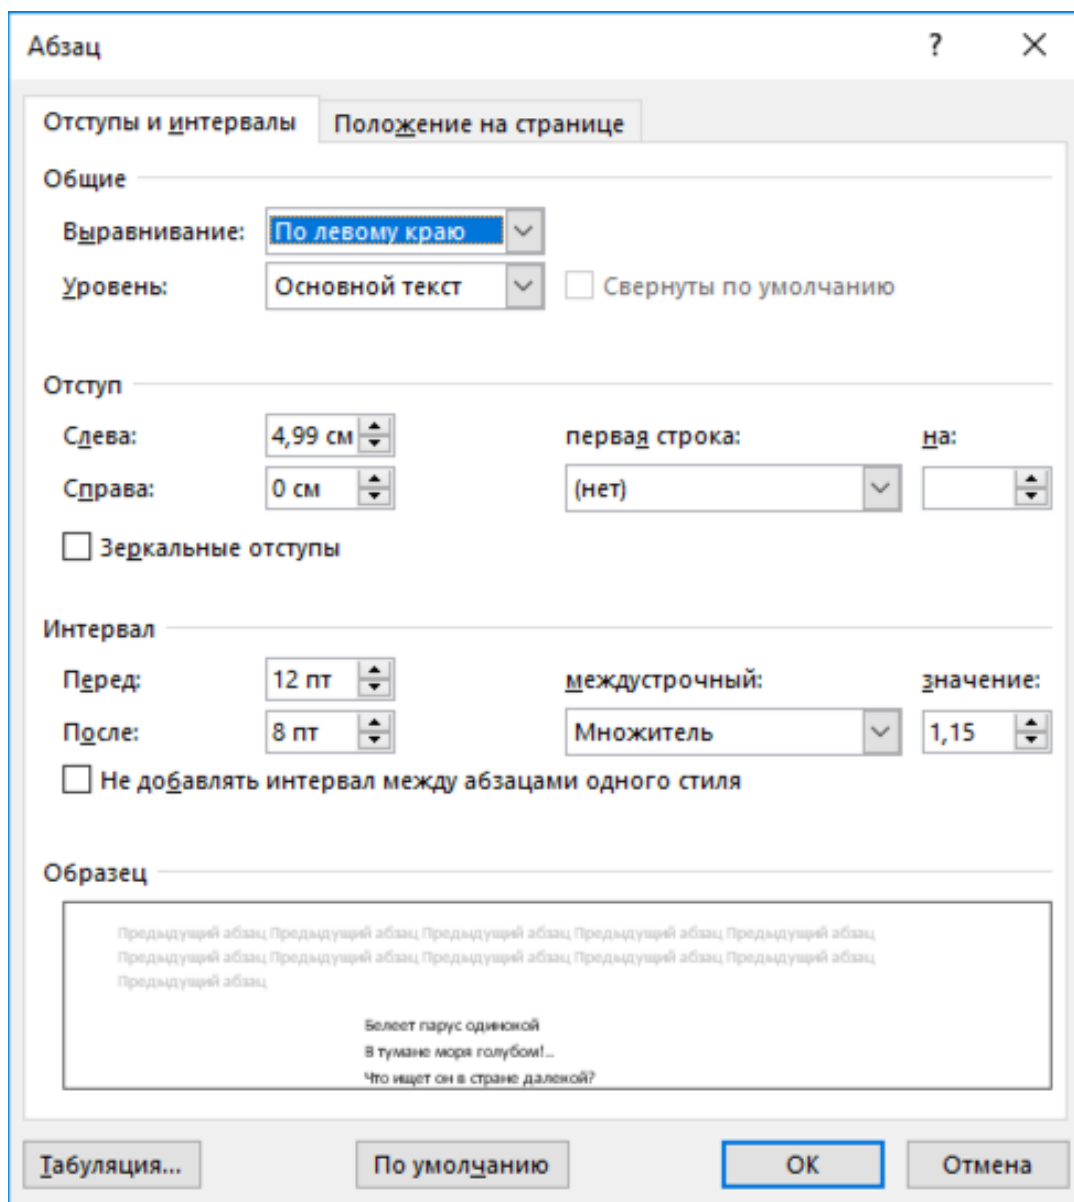 Абзац ?
Отступы и интервалы Положение на странице
Общие
Выравнивание: По левому краю
Уровень: Основной текст Свернуты по умолчанию
Отступ
Слева: 4,99 см первая строка: на:
Справа: 0 см (нет)
Зеркальные отступы
Интервал
Перед: 12 пт междустрочный: значение:
После: 8 пт Множитель 1,15
Не добавлять интервал между абзацами одного стиля
Образец
Предыдущий абзац Предыдущий абзац Предыдущий абзац Предыдущий абзац Предыдущий абзац
Предыдущий абзац Предыдущий абзац Предыдущий абзац Предыдущий абзац Предыдущий абзац
Предыдущий абзац
Белеет парус одинокой
В тумане моря голубом!..
Что ищет он в стране далекой?
Табуляция... По умолчанию ОК Отмена